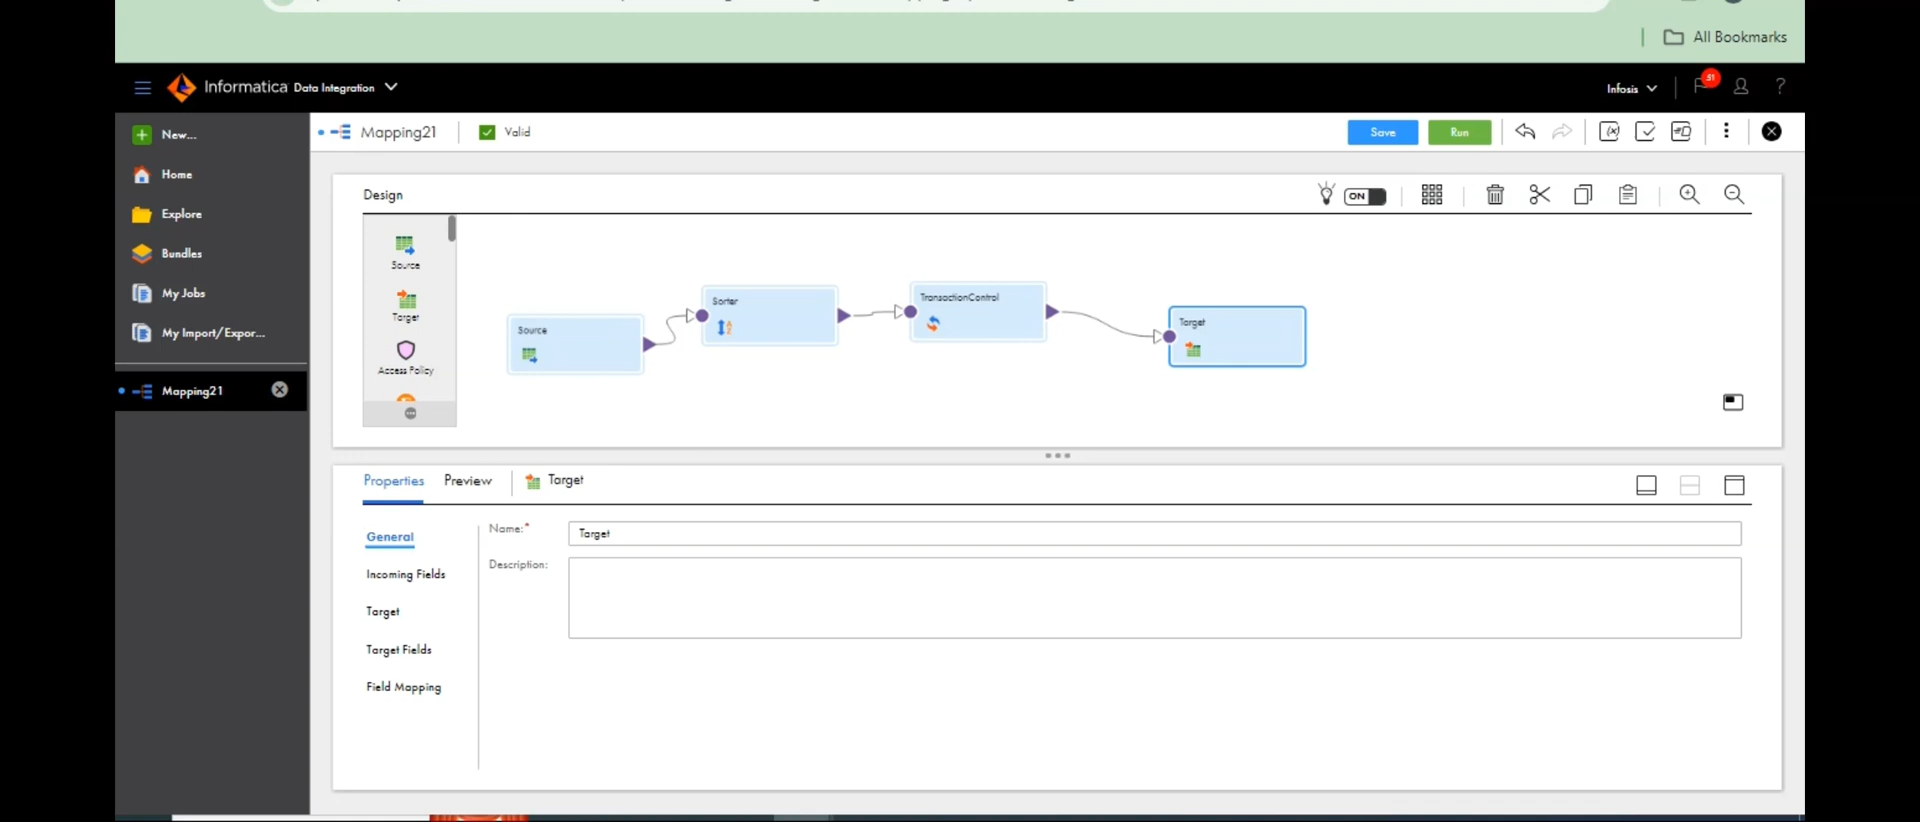 All Bookmarks
Informatica Data Integration
Infosis
51
?
New...
Mapping21
Valid
Save
Run
Home
Explore
Bundles
My Jobs
My Import/Expor...
Mapping21
Design
ON
Source
Target
Access Policy
Source
Sorter
TransactionControl
Target
Properties
Preview
Target
General
Incoming Fields
Target
Target Fields
Field Mapping
Name:*
Target
Description: